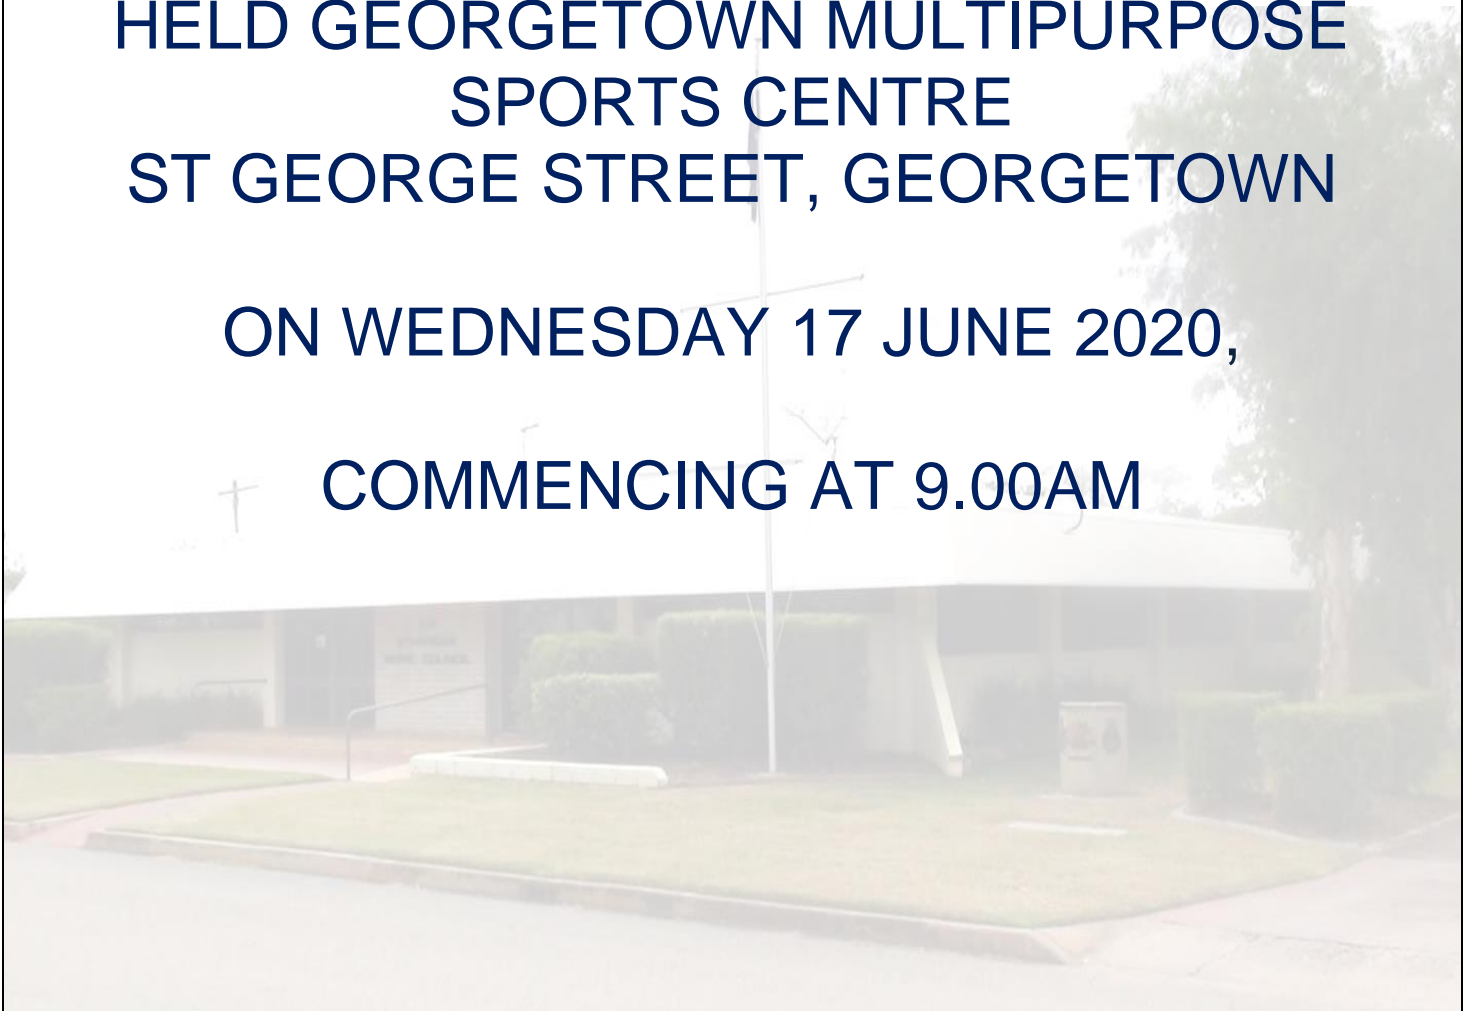 HELD GEORGETOWN MULTIPURPOSE
SPORTS CENTRE
ST GEORGE STREET, GEORGETOWN
ON WEDNESDAY 17 JUNE 2020,
COMMENCING AT 9.00AM